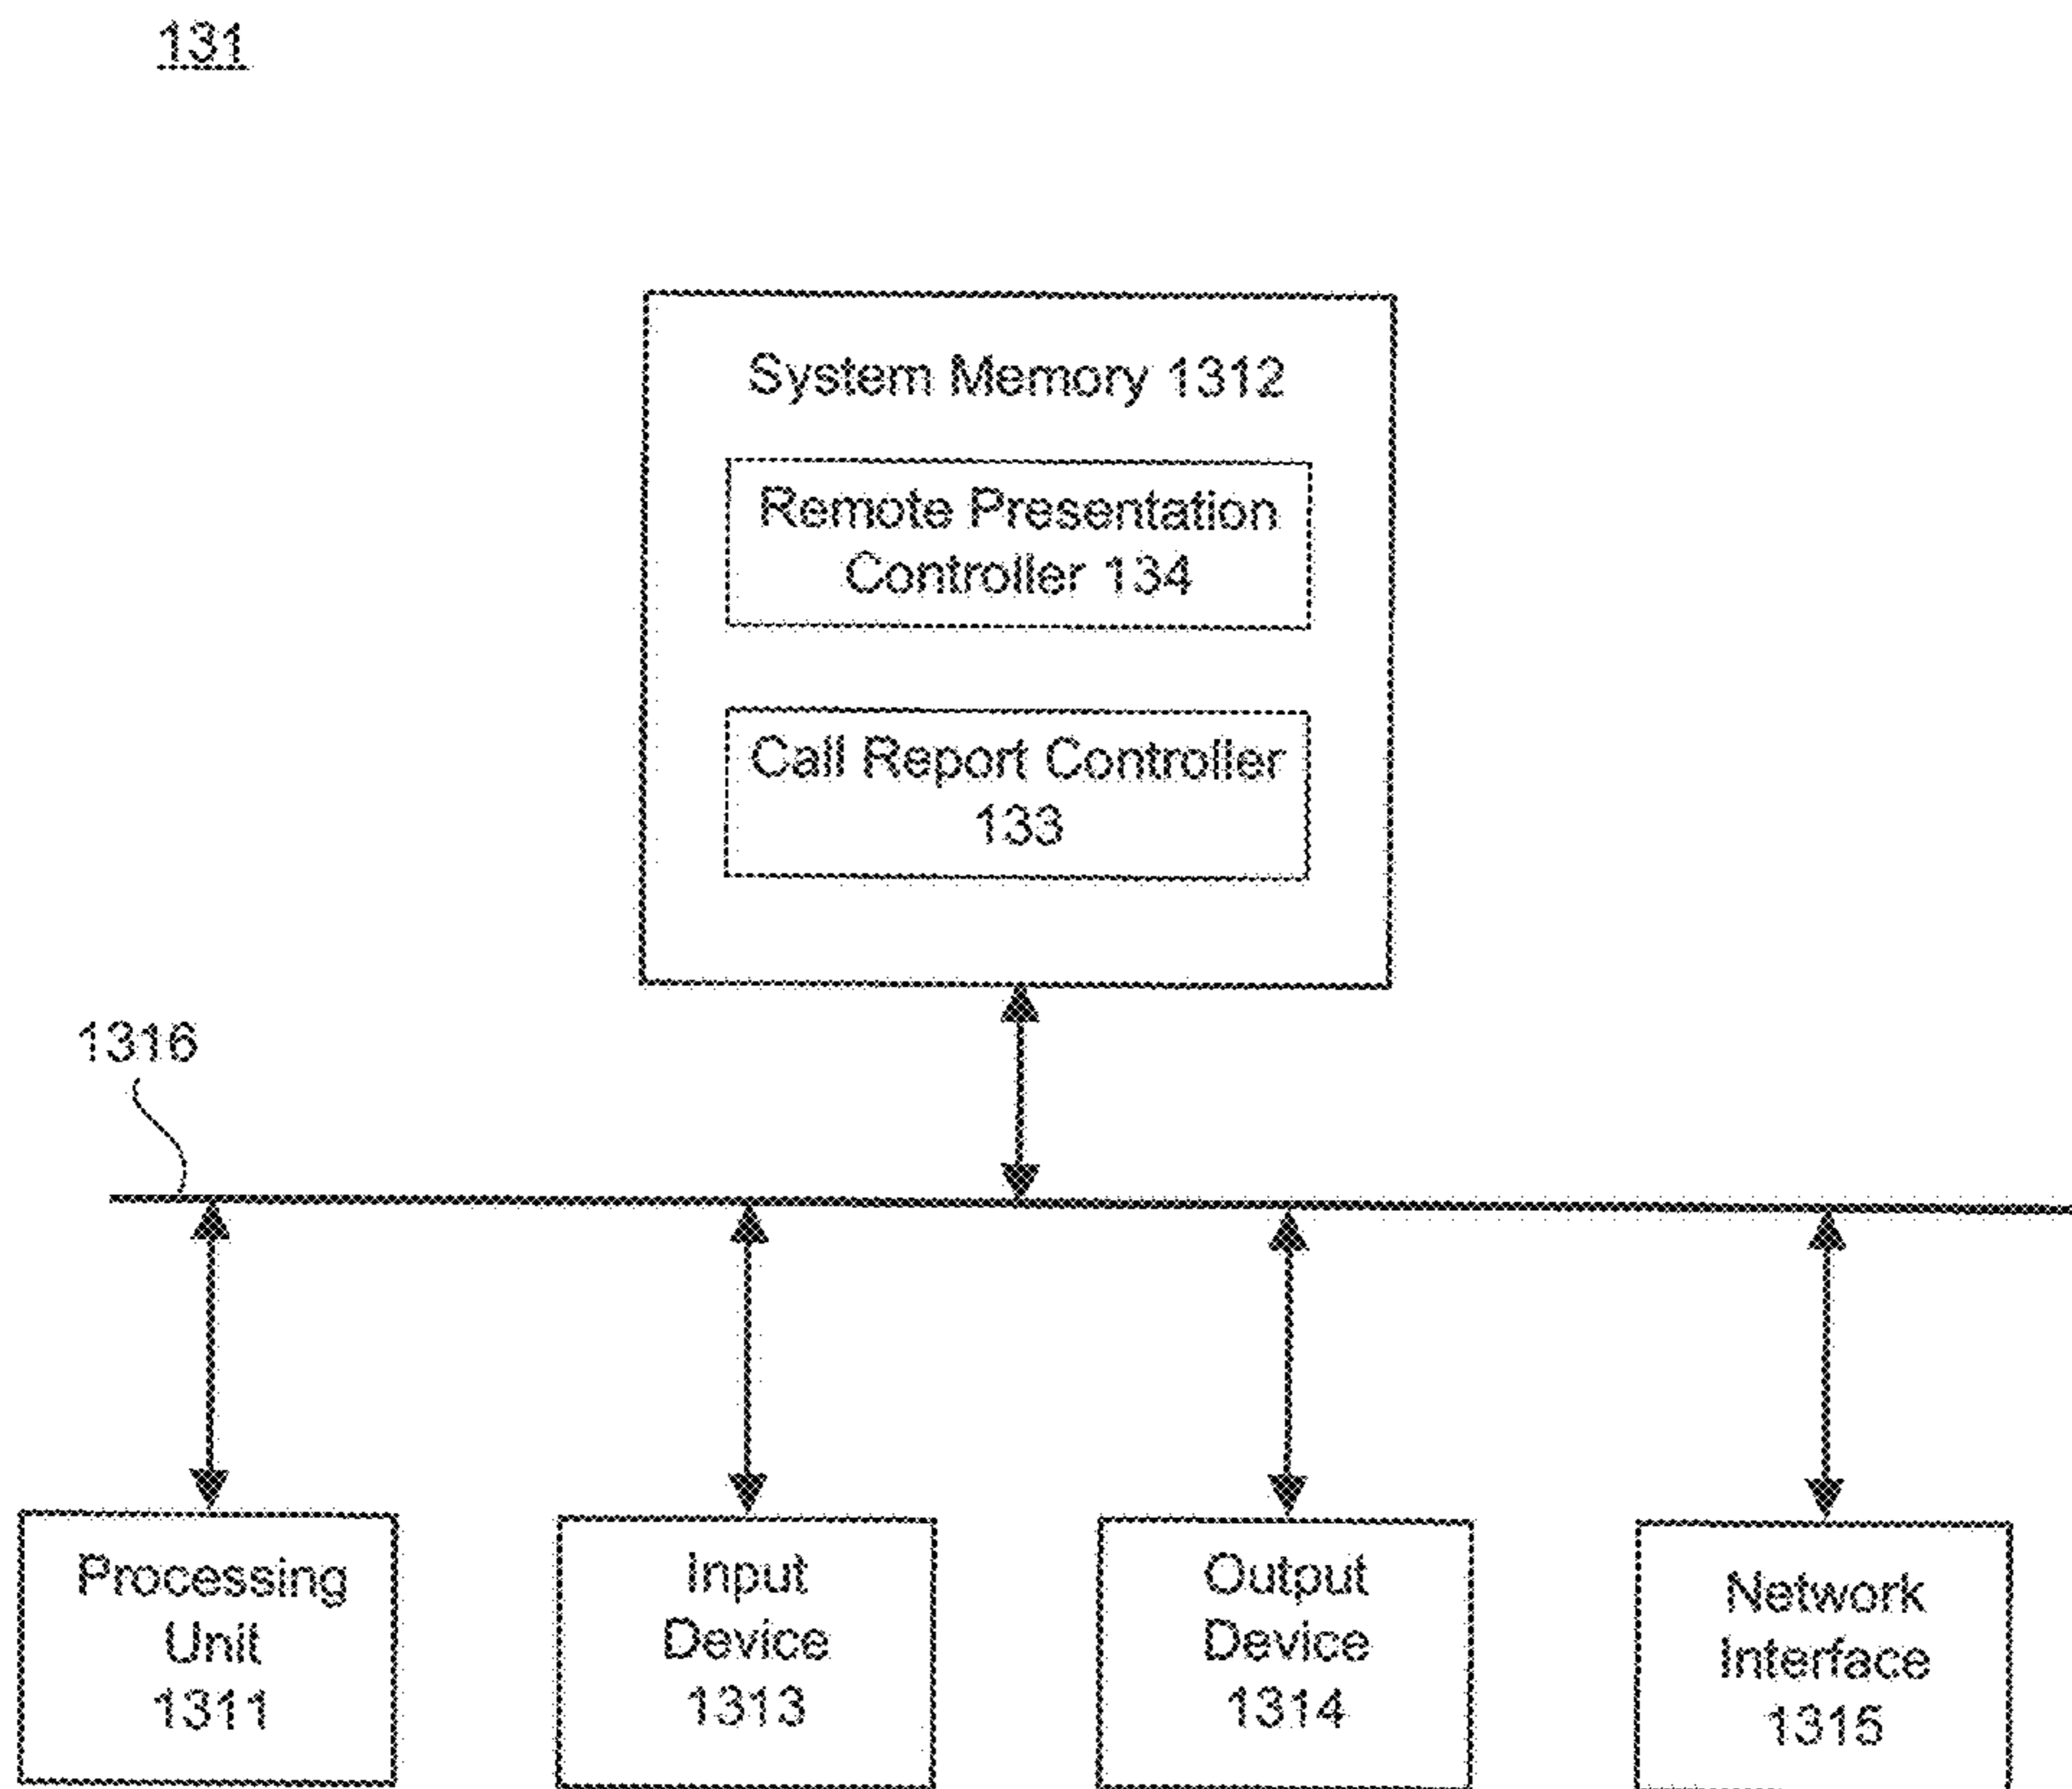 131
System Memory 1312
Remote Presentation
Controller 134
Call Report Controller
133
1316
Processing
Unit
1311
Input
Device
1313
Output
Device
1314
Network
Interface
1315